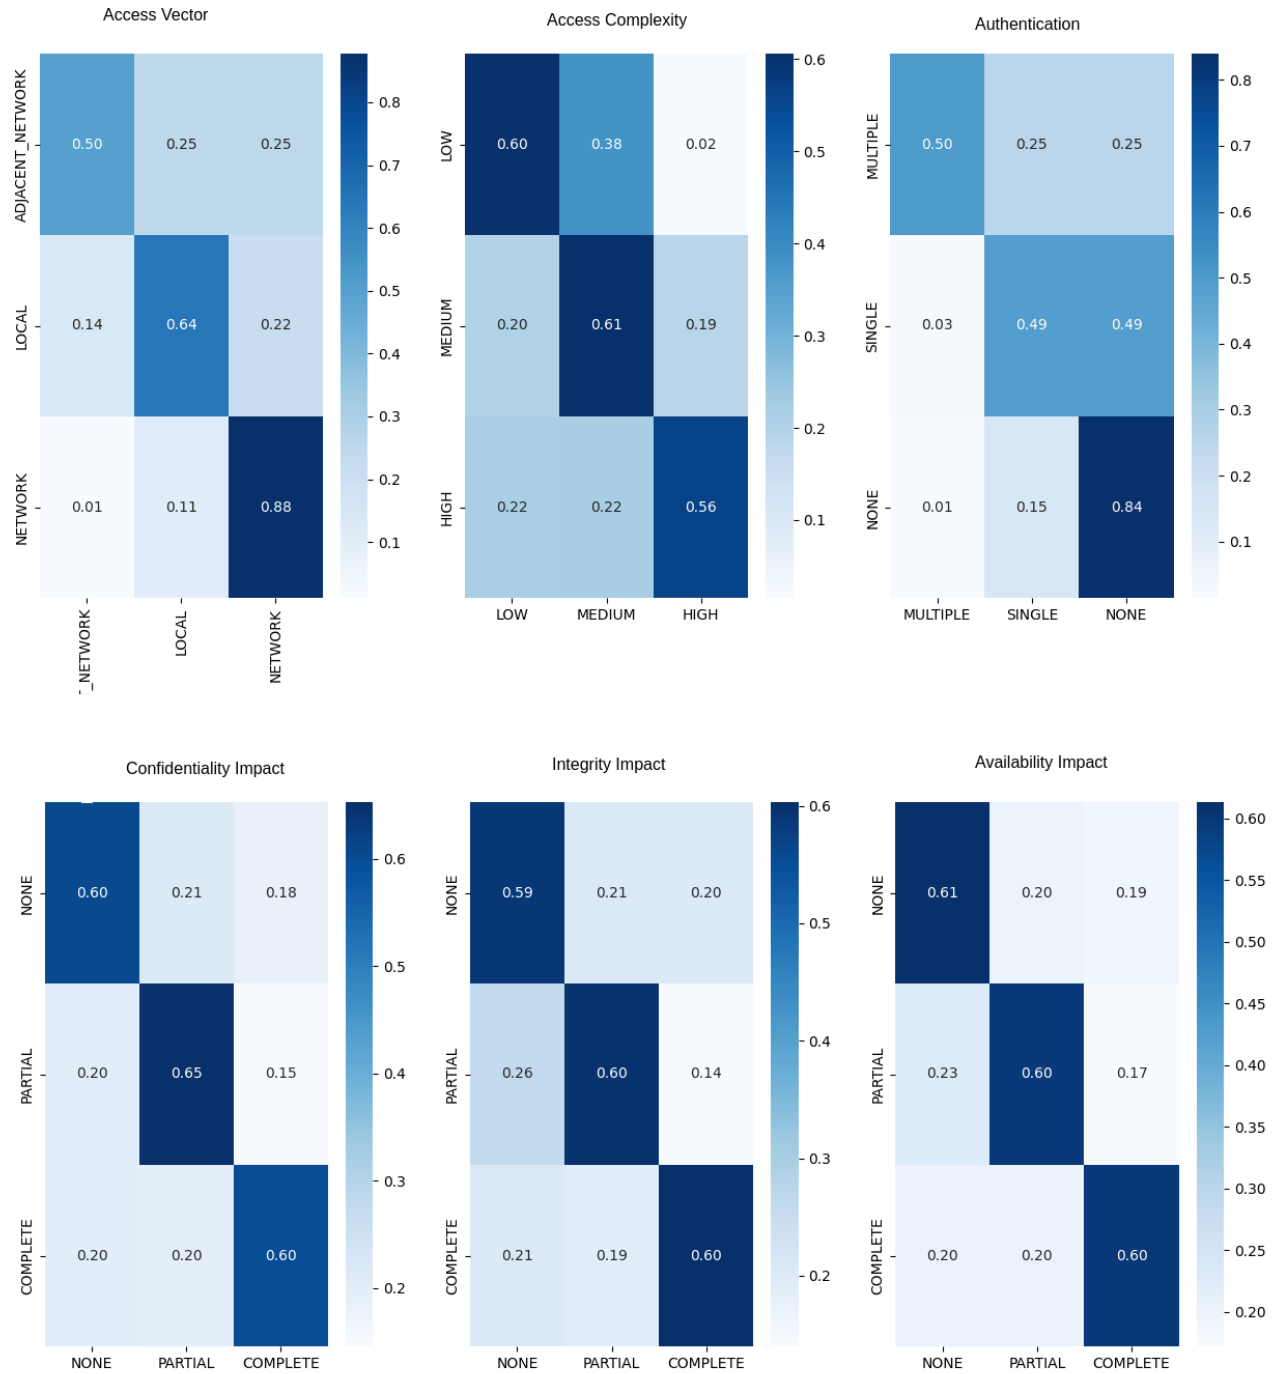 Access Vector
ADJACENT_NETWORK
LOCAL
NETWORK
0.50 0.25 0.25
0.14 0.64 0.22
0.01 0.11 0.88
T_NETWORK
LOCAL
NETWORK
0.8
0.7
0.6
0.5
0.4
0.3
0.2
0.1
Access Complexity
LOW
MEDIUM
HIGH
0.60 0.38 0.02
0.20 0.61 0.19
0.22 0.22 0.56
LOW MEDIUM HIGH
0.6
0.5
0.4
0.3
0.2
0.1
Authentication
MULTIPLE
SINGLE
NONE
0.50 0.25 0.25
0.03 0.49 0.49
0.01 0.15 0.84
MULTIPLE SINGLE NONE
0.8
0.7
0.6
0.5
0.4
0.3
0.2
0.1
Confidentiality Impact
NONE
PARTIAL
COMPLETE
0.60 0.21 0.18
0.20 0.65 0.15
0.20 0.20 0.60
NONE PARTIAL COMPLETE
0.6
0.5
0.4
0.3
0.2
Integrity Impact
NONE
PARTIAL
COMPLETE
0.59 0.21 0.20
0.26 0.60 0.14
0.21 0.19 0.60
NONE PARTIAL COMPLETE
0.6
0.5
0.4
0.3
0.2
Availability Impact
NONE
PARTIAL
COMPLETE
0.61 0.20 0.19
0.23 0.60 0.17
0.20 0.20 0.60
NONE PARTIAL COMPLETE
0.60
0.55
0.50
0.45
0.40
0.35
0.30
0.25
0.20